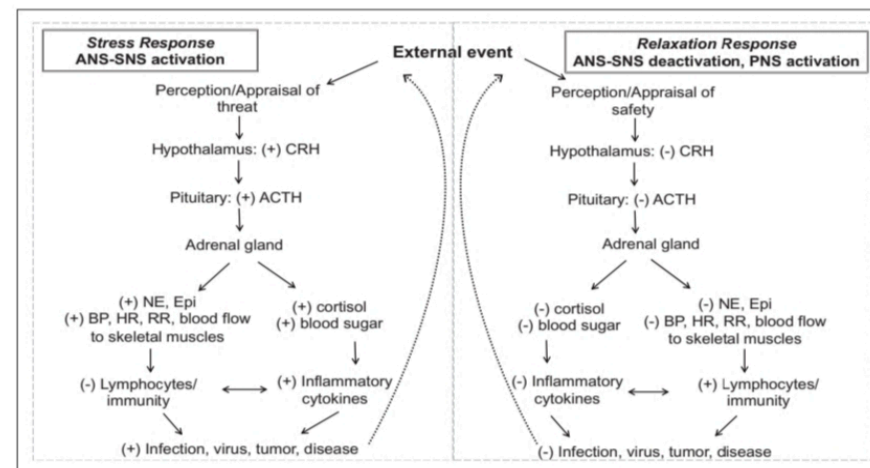 Stress Response
ANS-SNS activation
External event
Relaxation Response
ANS-SNS deactivation, PNS activation
Perception/Appraisal of
threat
Hypothalamus: (+) CRH
Pituitary: (+) ACTH
Adrenal gland
(+) NE, Epi
(+) BP, HR, RR, blood flow
to skeletal muscles
(+) cortisol
(+) blood sugar
(-) Lymphocytes/
immunity
(+) Inflammatory
cytokines
(+) Infection, virus, tumor, disease
Perception/Appraisal of
safety
Hypothalamus: (-) CRH
Pituitary: (-) ACTH
Adrenal gland
(-) cortisol
(-) blood sugar
(-) NE, Epi
(-) BP, HR, RR, blood flow
to skeletal muscles
(-) Inflammatory
cytokines
(+) Lymphocytes/
immunity
(-) Infection, virus, tumor, disease